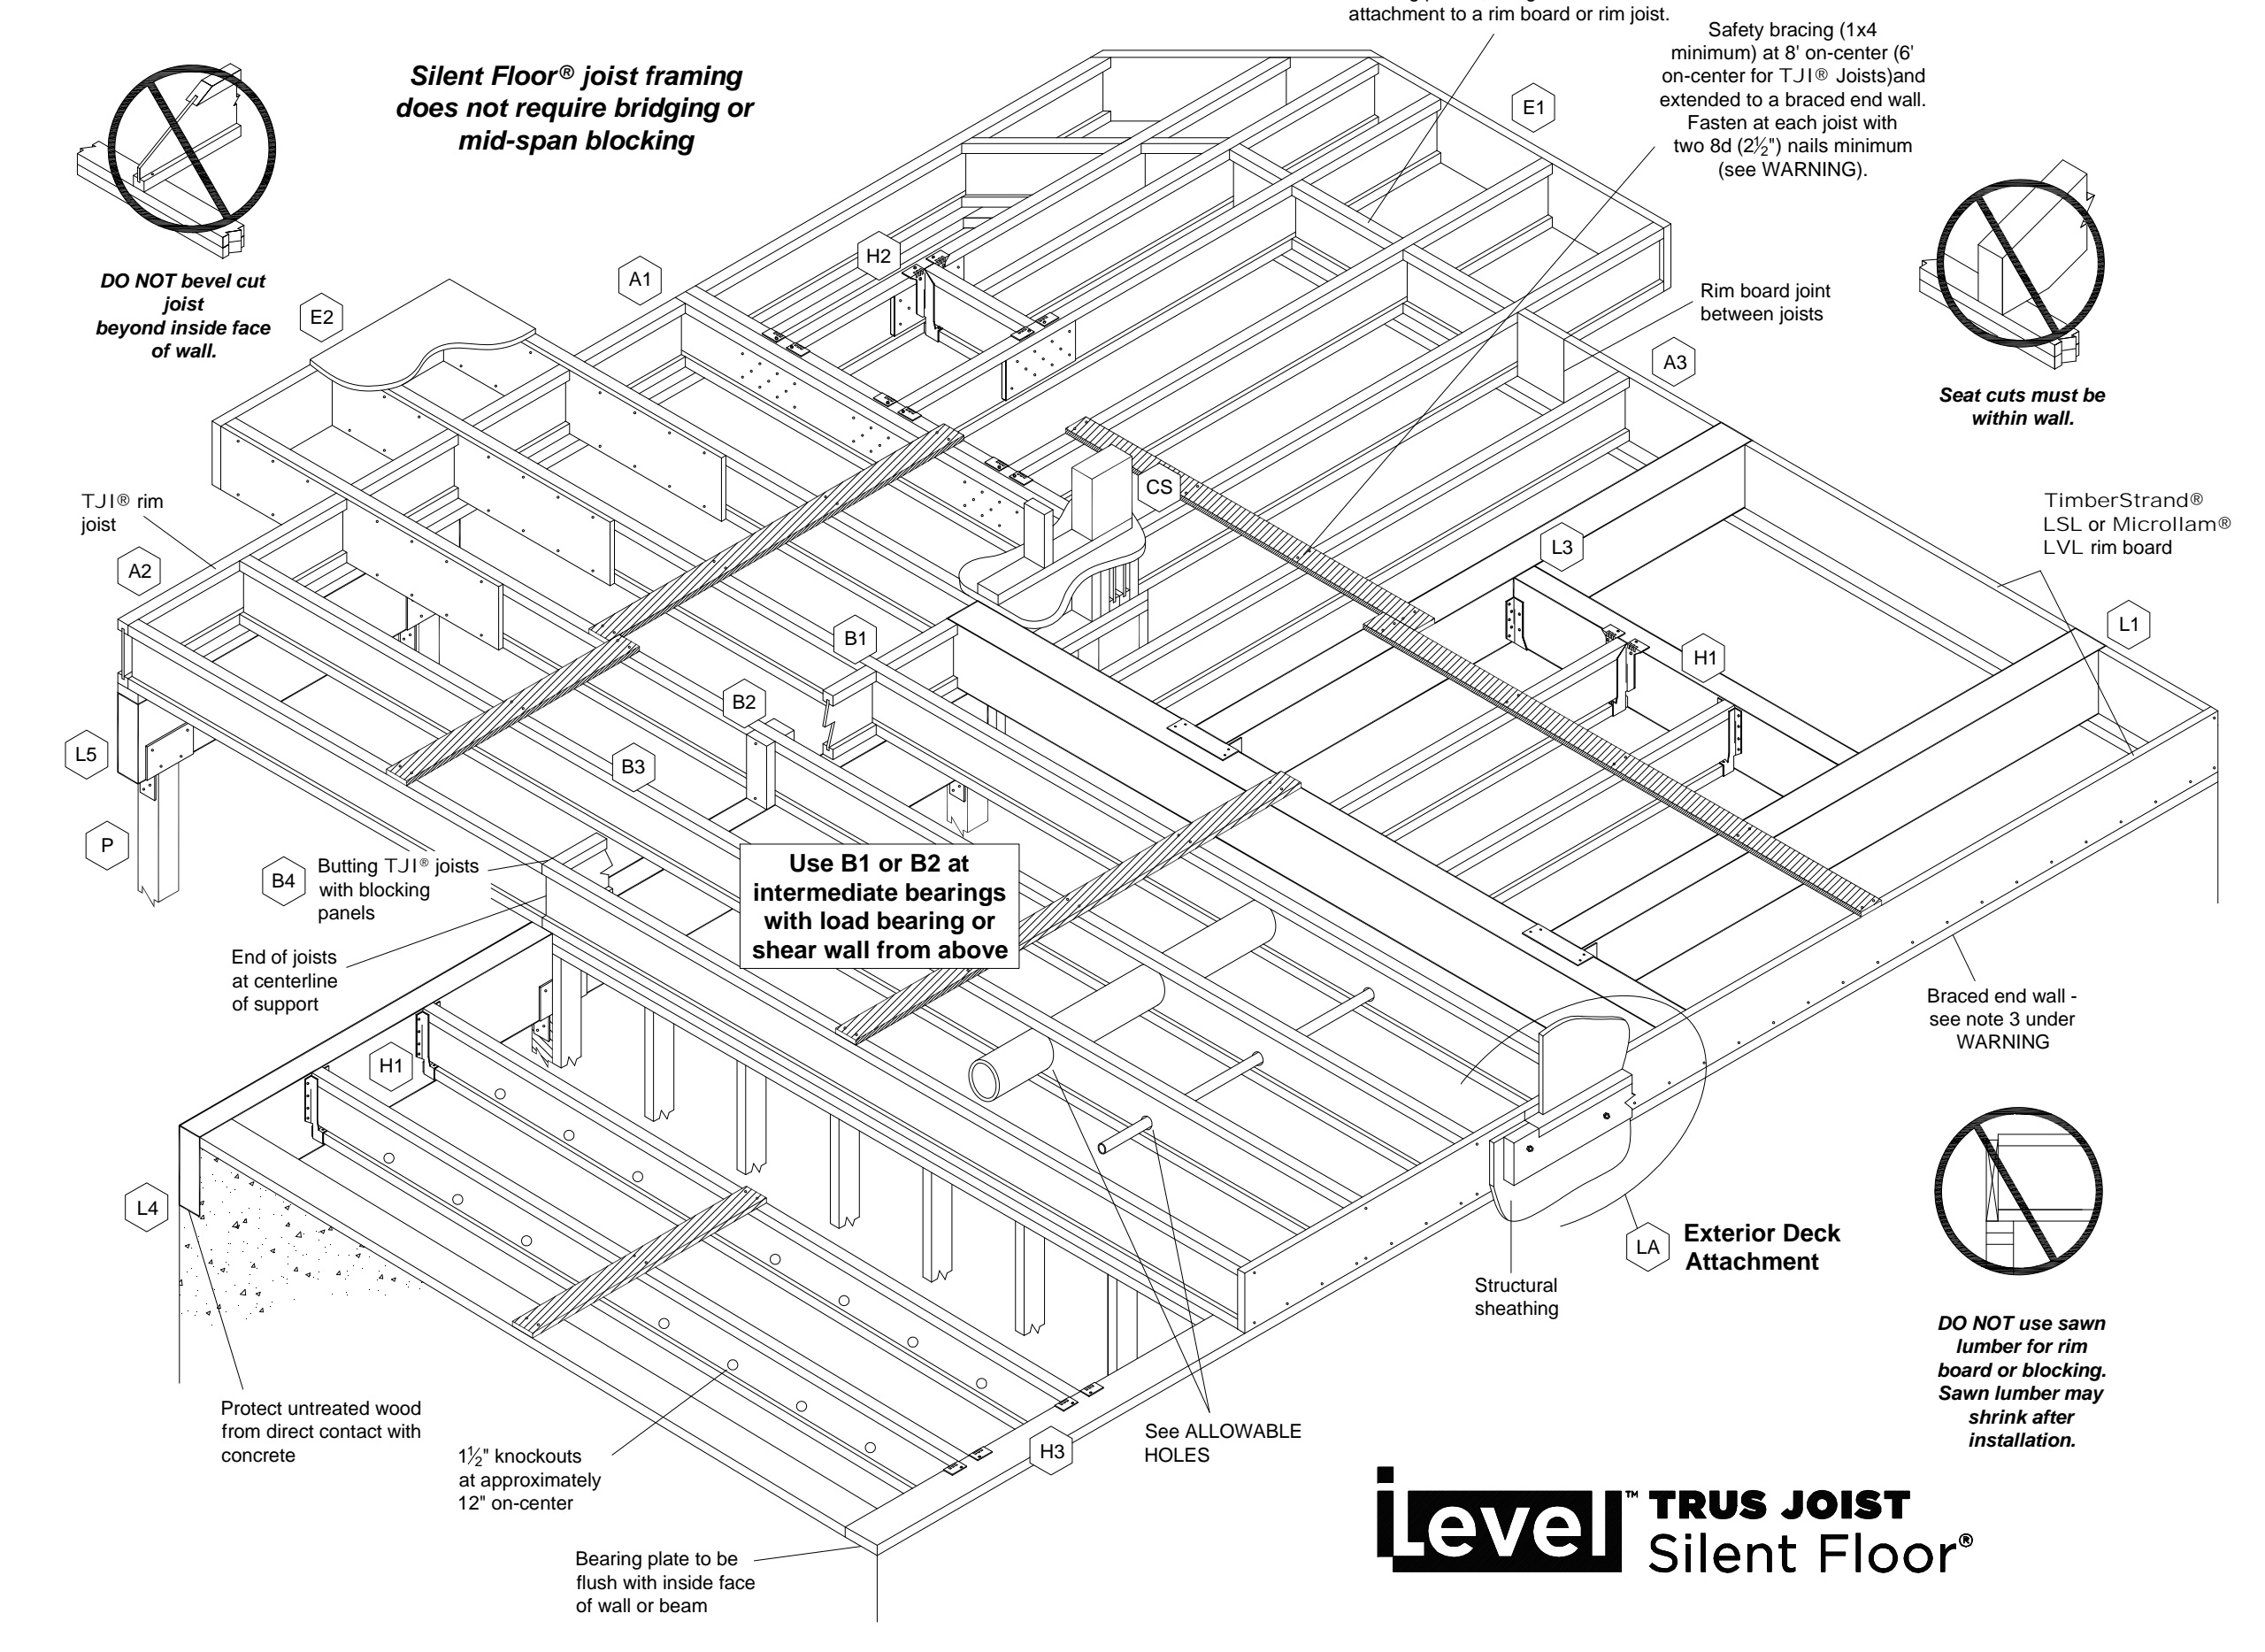 attachment to a rim board or rim joist.
Safety bracing (1x4
minimum) at 8' on-center (6'
on-center for TJI® Joists)and
extended to a braced end wall.
Fasten at each joist with
two 8d (2½") nails minimum
(see WARNING).
Silent Floor® joist framing
does not require bridging or
mid-span blocking
E1
H2
A1
DO NOT bevel cut
joist
beyond inside face
of wall.
E2
Rim board joint
between joists
A3
Seat cuts must be
within wall.
CS
TJI® rim
joist
A2
TimberStrand®
LSL or Microllam®
LVL rim board
L3
L1
B1
H1
B2
L5
B3
P
B4
Butting TJI® joists
with blocking
panels
Use B1 or B2 at
intermediate bearings
with load bearing or
shear wall from above
End of joists
at centerline
of support
Braced end wall -
see note 3 under
WARNING
H1
L4
LA
Exterior Deck
Attachment
Structural
sheathing
DO NOT use sawn
lumber for rim
board or blocking.
Sawn lumber may
shrink after
installation.
Protect untreated wood
from direct contact with
concrete
1½" knockouts
at approximately
12" on-center
See ALLOWABLE
HOLES
H3
Bearing plate to be
flush with inside face
of wall or beam
iLevel™ TRUS JOIST
Silent Floor®